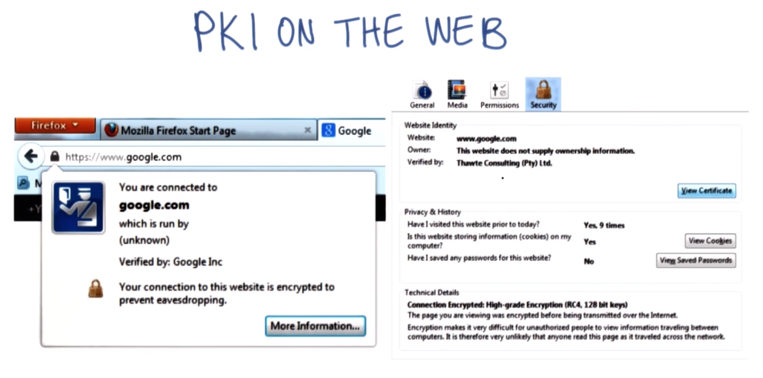 PKI ON THE WEB
Firefox
Mozilla Firefox Start Page
×
Google
https://www.google.com
You are connected to
google.com
which is run by
(unknown)
Verified by: Google Inc
Your connection to this website is encrypted to
prevent eavesdropping.
More Information...
General Media Permissions Security
Website Identity
Website: www.google.com
Owner: This website does not supply ownership information.
Verified by: Thawte Consulting (Pty) Ltd.
View Certificate
Privacy & History
Have I visited this website prior to today? Yes, 9 times
Is this website storing information (cookies) on my
computer? Yes View Cookies
Have I saved any passwords for this website? No View Saved Passwords
Technical Details
Connection Encrypted: High-grade Encryption (RC4, 128 bit keys)
The page you are viewing was encrypted before being transmitted over the Internet.
Encryption makes it very difficult for unauthorized people to view information traveling between
computers. It is therefore very unlikely that anyone read this page as it traveled across the network.